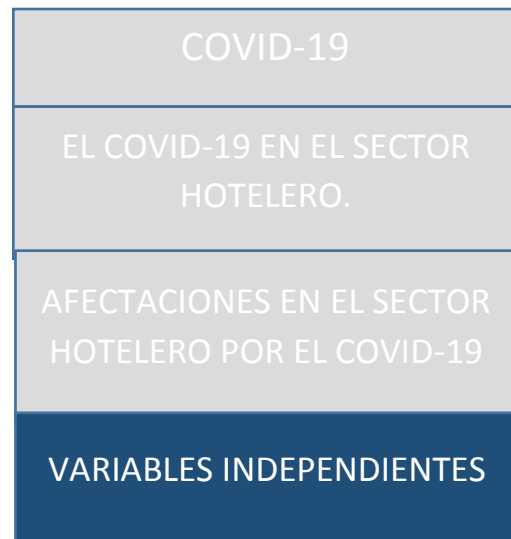 COVID-19
EL COVID-19 EN EL SECTOR
HOTELERO.
AFECTACIONES EN EL SECTOR
HOTELERO POR EL COVID-19
VARIABLES INDEPENDIENTES